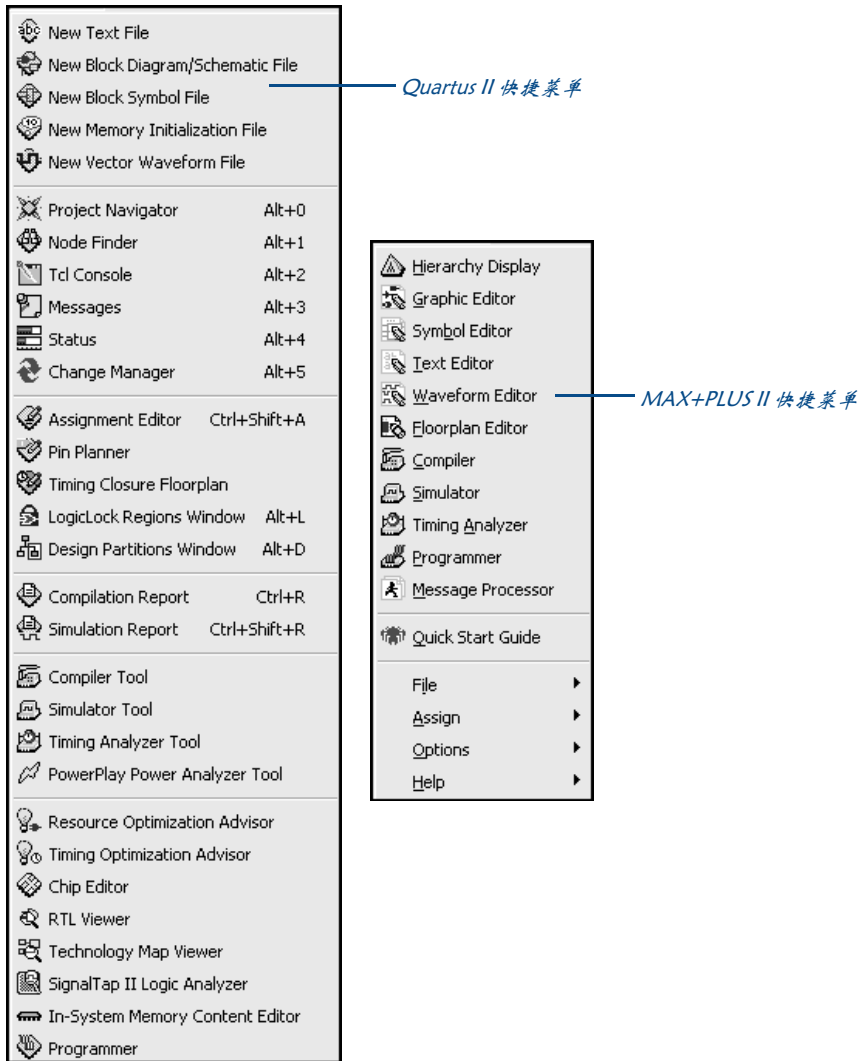 New Text File
New Block Diagram/Schematic File
New Block Symbol File
New Memory Initialization File
New Vector Waveform File
Project Navigator Alt+0
Node Finder Alt+1
Tcl Console Alt+2
Messages Alt+3
Status Alt+4
Change Manager Alt+5
Assignment Editor Ctrl+Shift+A
Pin Planner
Timing Closure Floorplan
LogicLock Regions Window Alt+L
Design Partitions Window Alt+D
Compilation Report Ctrl+R
Simulation Report Ctrl+Shift+R
Compiler Tool
Simulator Tool
Timing Analyzer Tool
PowerPlay Power Analyzer Tool
Resource Optimization Advisor
Timing Optimization Advisor
Chip Editor
RTL Viewer
Technology Map Viewer
SignalTap II Logic Analyzer
In-System Memory Content Editor
Programmer
Quartus II 快捷菜单
Hierarchy Display
Graphic Editor
Symbol Editor
Text Editor
Waveform Editor
Floorplan Editor
Compiler
Simulator
Timing Analyzer
Programmer
Message Processor
Quick Start Guide
File
Assign
Options
Help
MAX+PLUS II 快捷菜单